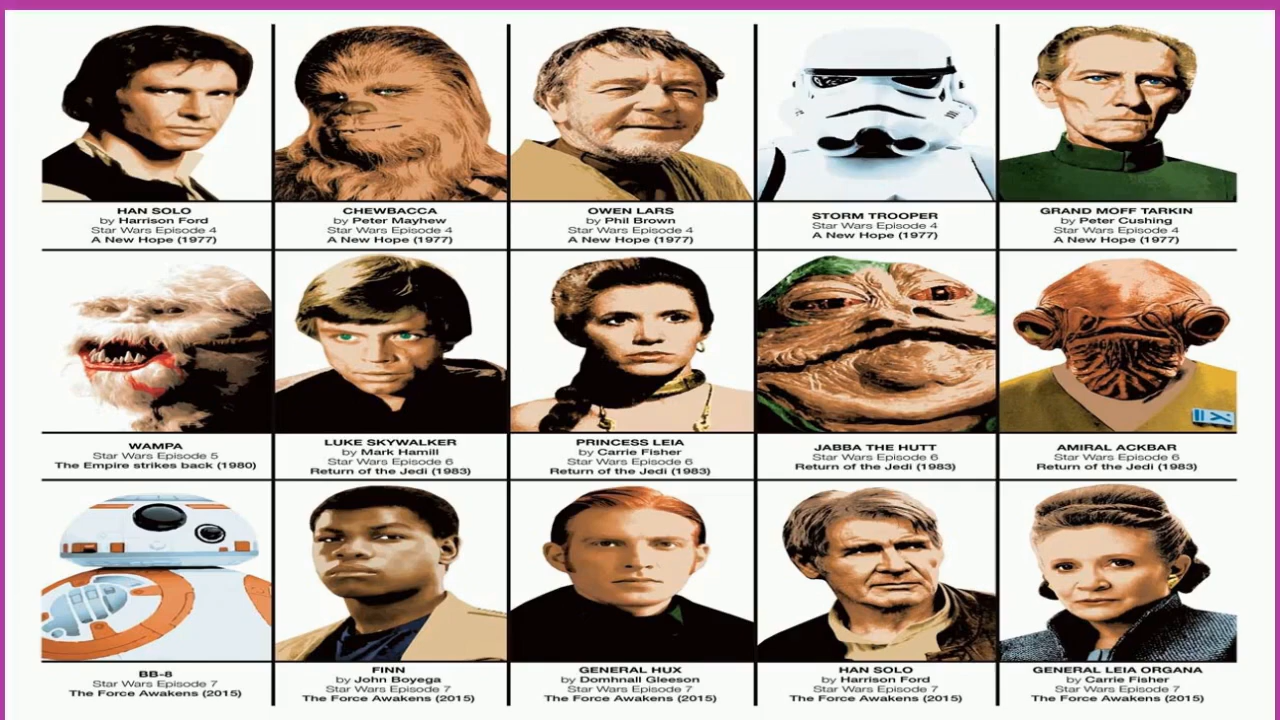 HAN SOLO
by Harrison Ford
Star Wars Episode 4
A New Hope (1977)
CHEWBACCA
by Peter Mayhew
Star Wars Episode 4
A New Hope (1977)
OWEN LARS
by Phil Brown
Star Wars Episode 4
A New Hope (1977)
STORM TROOPER
Star Wars Episode 4
A New Hope (1977)
GRAND MOFF TARKIN
by Peter Cushing
Star Wars Episode 4
A New Hope (1977)
WAMPA
Star Wars Episode 5
The Empire strikes back (1980)
LUKE SKYWALKER
by Mark Hamill
Star Wars Episode 6
Return of the Jedi (1983)
PRINCESS LEIA
by Carrie Fisher
Star Wars Episode 6
Return of the Jedi (1983)
JABBA THE HUTT
Star Wars Episode 6
Return of the Jedi (1983)
AMIRAL ACKBAR
Star Wars Episode 6
Return of the Jedi (1983)
BB-8
Star Wars Episode 7
The Force Awakens (2015)
FINN
by John Boyega
Star Wars Episode 7
The Force Awakens (2015)
GENERAL HUX
by Domhnall Gleeson
Star Wars Episode 7
The Force Awakens (2015)
HAN SOLO
by Harrison Ford
Star Wars Episode 7
The Force Awakens (2015)
GENERAL LEIA ORGANA
by Carrie Fisher
Star Wars Episode 7
The Force Awakens (2015)